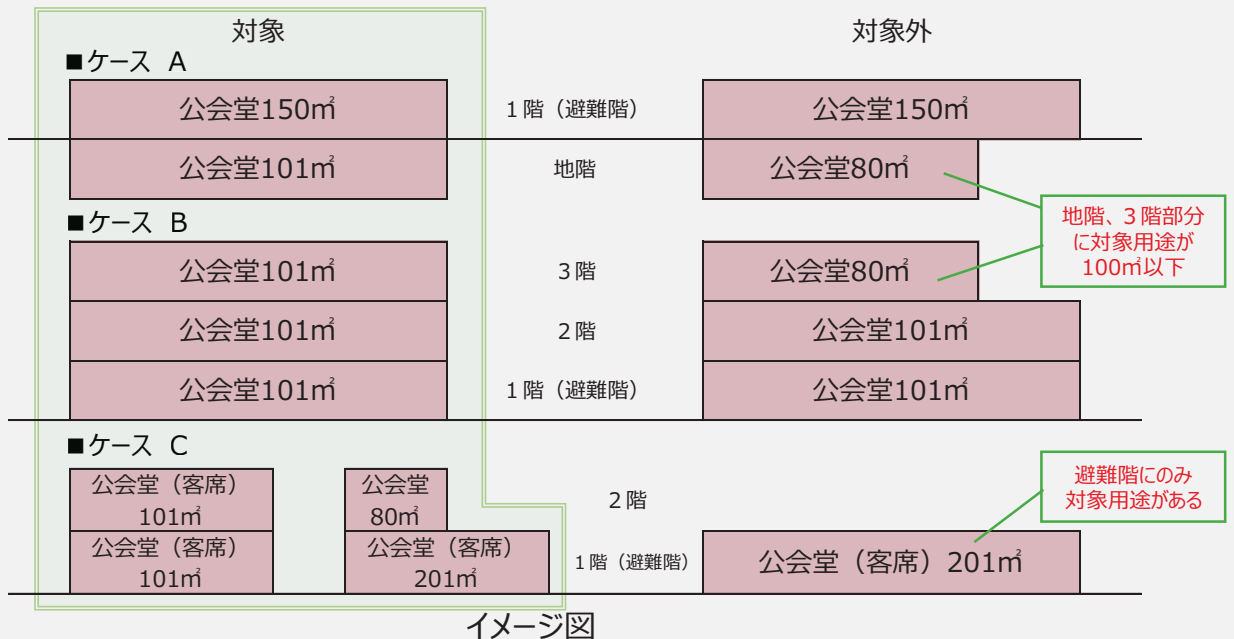 対象
対象外
■ケース A
公会堂150㎡
1階（避難階）
公会堂150㎡
公会堂101㎡
地階
公会堂80㎡
地階、3階部分
に対象用途が
100㎡以下
■ケース B
公会堂101㎡
3階
公会堂80㎡
公会堂101㎡
2階
公会堂101㎡
公会堂101㎡
1階（避難階）
公会堂101㎡
■ケース C
公会堂（客席）
101㎡
公会堂
80㎡
2階
避難階にのみ
対象用途がある
公会堂（客席）
101㎡
公会堂（客席）
201㎡
1階（避難階）
公会堂（客席）201㎡
イメージ図